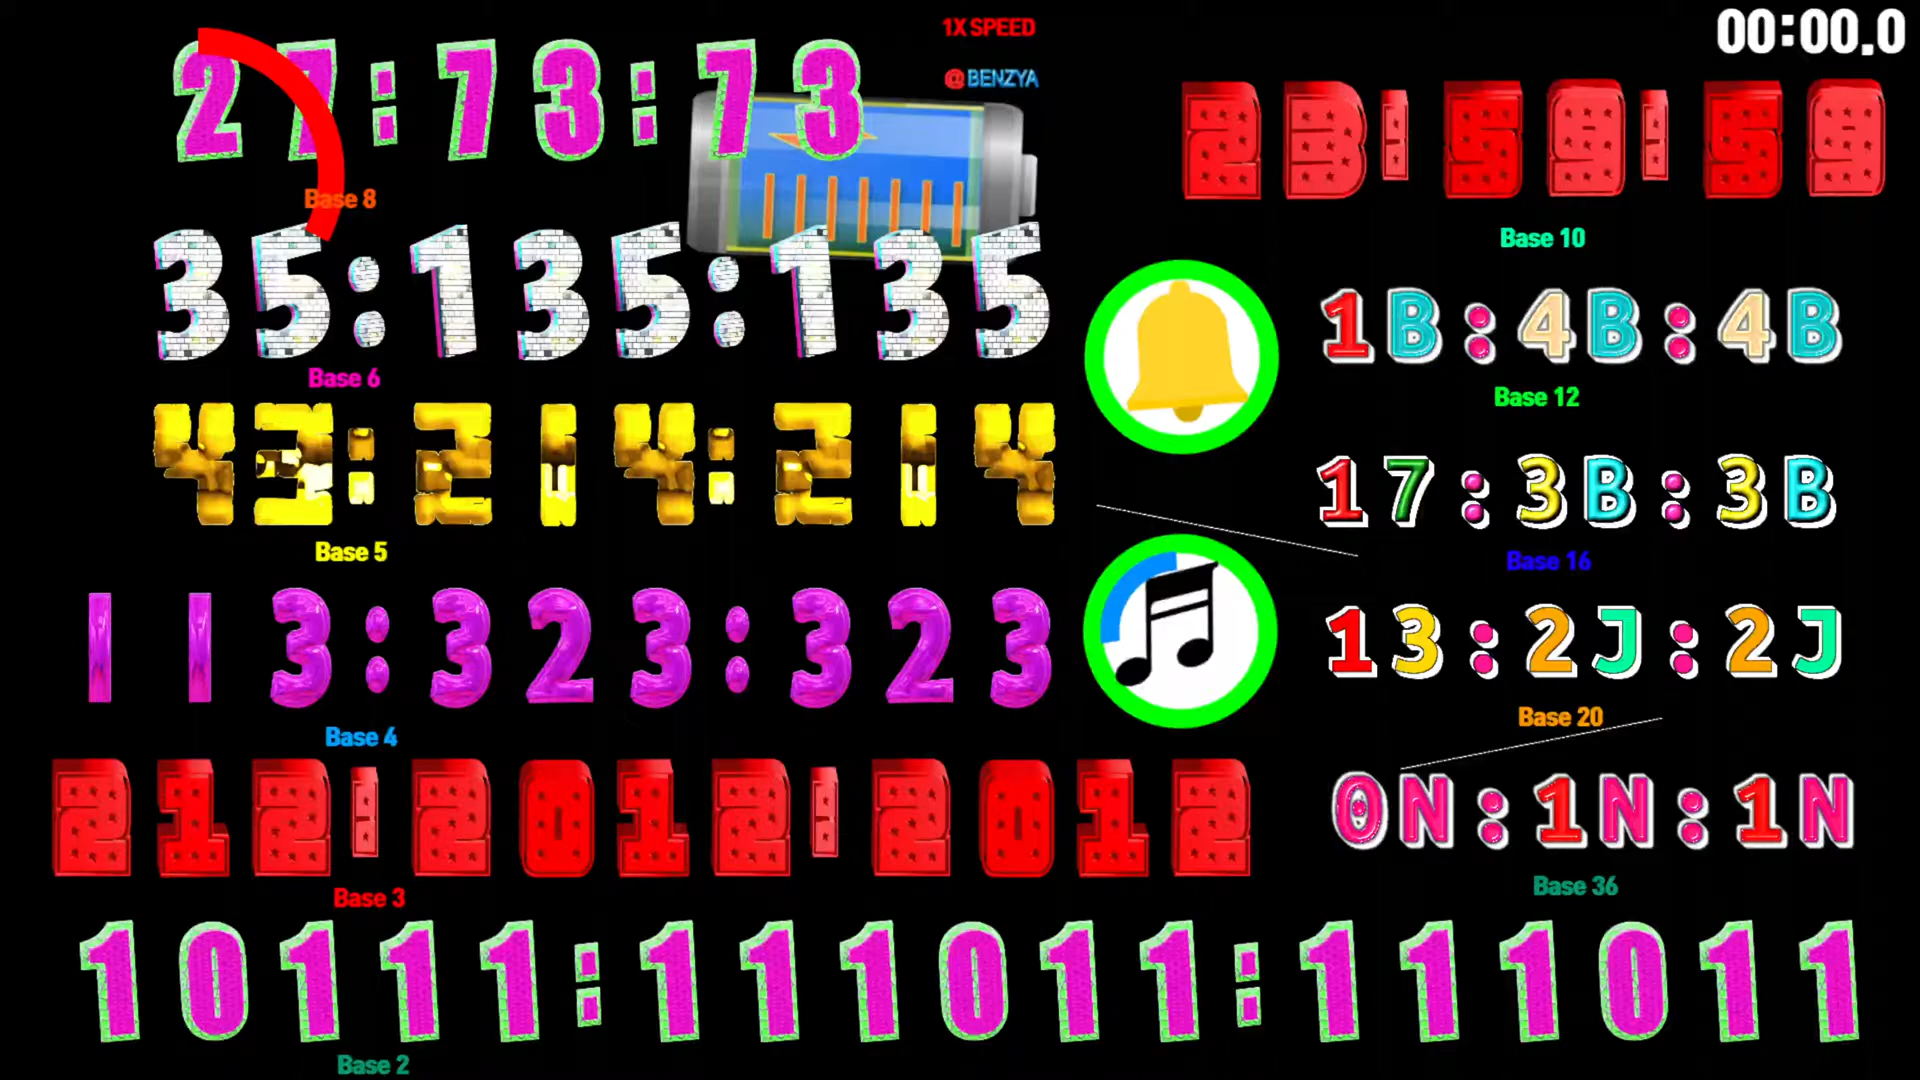 00:00.0
1X SPEED
@BENZYA
27:73:73
Base 8
23:59:59
Base 10
35:135:135
Base 6
1B:4B:4B
Base 12
43:214:214
Base 5
17:3B:3B
Base 16
113:323:323
Base 4
13:2J:2J
Base 20
212:2012:2012
Base 3
0N:1N:1N
Base 36
10111:111011:111011
Base 2